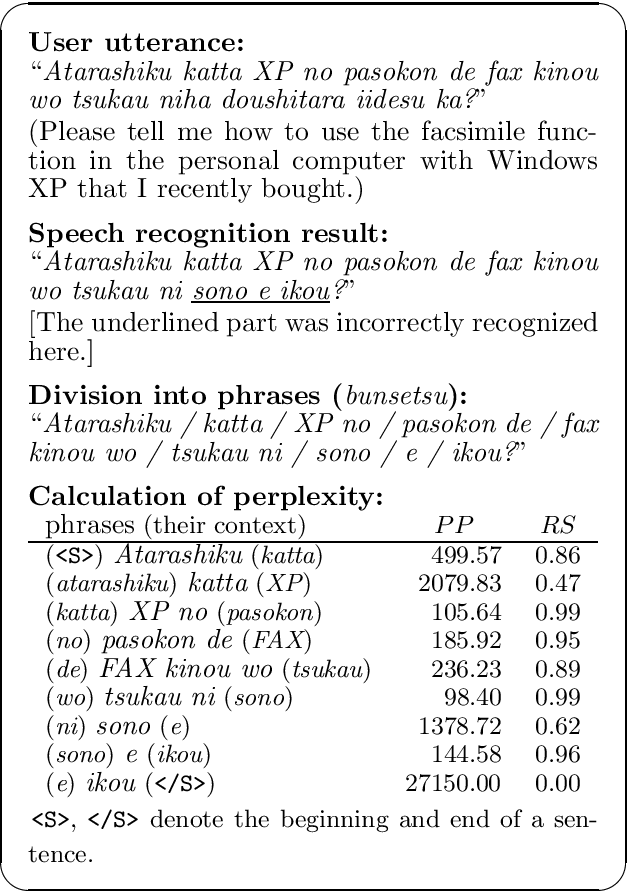 User utterance:
“Atarashiku katta XP no pasokon de fax kinou
wo tsukau niha doushitara iidesu ka?”
(Please tell me how to use the facsimile func-
tion in the personal computer with Windows
XP that I recently bought.)
Speech recognition result:
“Atarashiku katta XP no pasokon de fax kinou
wo tsukau ni sono e ikou?”
[The underlined part was incorrectly recognized
here.]
Division into phrases (bunsetsu):
“Atarashiku / katta / XP no / pasokon de / fax
kinou wo / tsukau ni / sono / e / ikou?”
Calculation of perplexity:
phrases (their context) PP RS
(<S>) Atarashiku (katta) 499.57 0.86
(atarashiku) katta (XP) 2079.83 0.47
(katta) XP no (pasokon) 105.64 0.99
(no) pasokon de (FAX) 185.92 0.95
(de) FAX kinou wo (tsukau) 236.23 0.89
(wo) tsukau ni (sono) 98.40 0.99
(ni) sono (e) 1378.72 0.62
(sono) e (ikou) 144.58 0.96
(e) ikou (</S>) 27150.00 0.00
<S>, </S> denote the beginning and end of a sen-
tence.